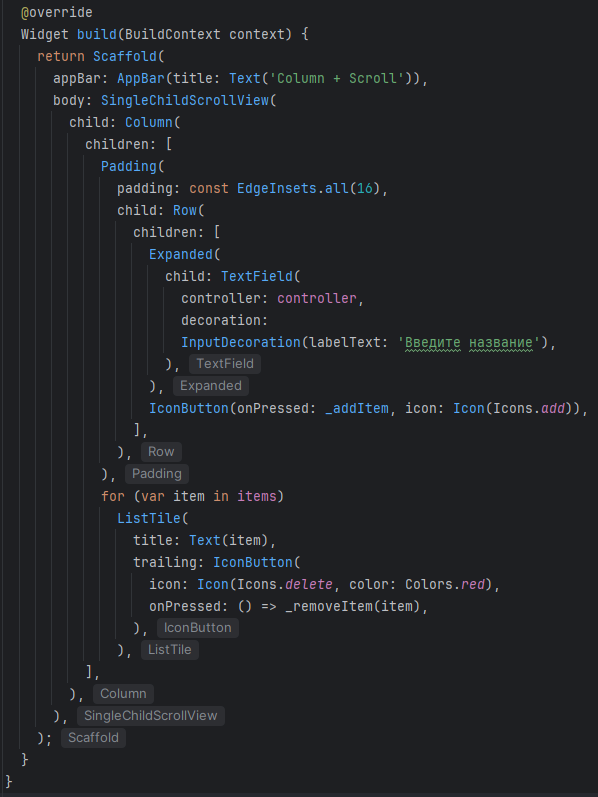 @override
Widget build(BuildContext context) {
return Scaffold(
appBar: AppBar(title: Text('Column + Scroll')),
body: SingleChildScrollView(
child: Column(
children: [
Padding(
padding: const EdgeInsets.all(16),
child: Row(
children: [
Expanded(
child: TextField(
controller: controller,
decoration:
InputDecoration(labelText: 'Введите название'),
), TextField
), Expanded
IconButton(onPressed: _addItem, icon: Icon(Icons.add)),
],
), Row
), Padding
for (var item in items)
ListTile(
title: Text(item),
trailing: IconButton(
icon: Icon(Icons.delete, color: Colors.red),
onPressed: () => _removeItem(item),
), IconButton
), ListTile
],
), Column
), SingleChildScrollView
); Scaffold
}
}